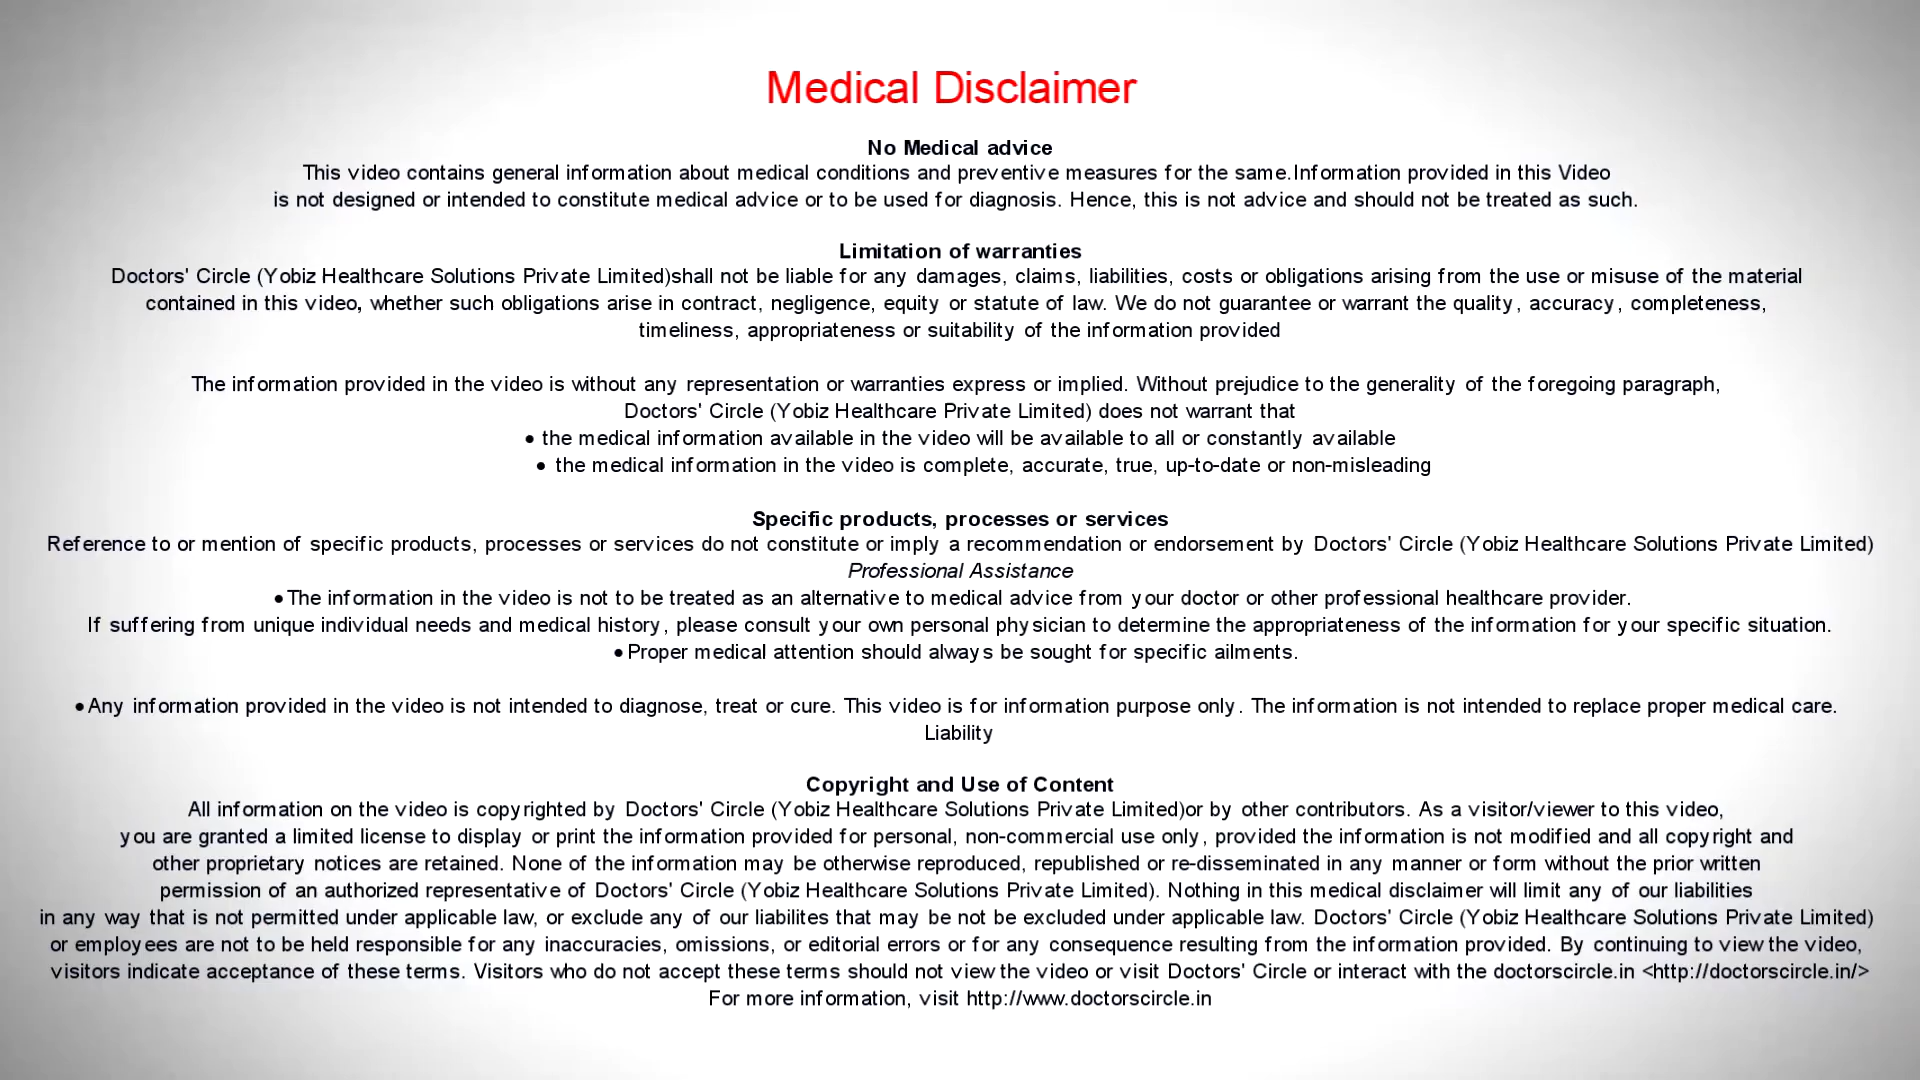 Medical Disclaimer
No Medical advice
This video contains general information about medical conditions and preventive measures for the same.Information provided in this Video
is not designed or intended to constitute medical advice or to be used for diagnosis. Hence, this is not advice and should not be treated as such.
Limitation of warranties
Doctors' Circle (Yobiz Healthcare Solutions Private Limited)shall not be liable for any damages, claims, liabilities, costs or obligations arising from the use or misuse of the material
contained in this video, whether such obligations arise in contract, negligence, equity or statute of law. We do not guarantee or warrant the quality, accuracy, completeness,
timeliness, appropriateness or suitability of the information provided
The information provided in the video is without any representation or warranties express or implied. Without prejudice to the generality of the foregoing paragraph,
Doctors' Circle (Yobiz Healthcare Private Limited) does not warrant that
• the medical information available in the video will be available to all or constantly available
• the medical information in the video is complete, accurate, true, up-to-date or non-misleading
Specific products, processes or services
Reference to or mention of specific products, processes or services do not constitute or imply a recommendation or endorsement by Doctors' Circle (Yobiz Healthcare Solutions Private Limited)
Professional Assistance
•The information in the video is not to be treated as an alternative to medical advice from your doctor or other professional healthcare provider.
If suffering from unique individual needs and medical history, please consult your own personal physician to determine the appropriateness of the information for your specific situation.
•Proper medical attention should always be sought for specific ailments.
•Any information provided in the video is not intended to diagnose, treat or cure. This video is for information purpose only. The information is not intended to replace proper medical care.
Liability
Copyright and Use of Content
All information on the video is copyrighted by Doctors' Circle (Yobiz Healthcare Solutions Private Limited)or by other contributors. As a visitor/viewer to this video,
you are granted a limited license to display or print the information provided for personal, non-commercial use only, provided the information is not modified and all copyright and
other proprietary notices are retained. None of the information may be otherwise reproduced, republished or re-disseminated in any manner or form without the prior written
permission of an authorized representative of Doctors' Circle (Yobiz Healthcare Solutions Private Limited). Nothing in this medical disclaimer will limit any of our liabilities
in any way that is not permitted under applicable law, or exclude any of our liabilites that may be not be excluded under applicable law. Doctors' Circle (Yobiz Healthcare Solutions Private Limited)
or employees are not to be held responsible for any inaccuracies, omissions, or editorial errors or for any consequence resulting from the information provided. By continuing to view the video,
visitors indicate acceptance of these terms. Visitors who do not accept these terms should not view the video or visit Doctors' Circle or interact with the doctorscircle.in <http://doctorscircle.in/>
For more information, visit http://www.doctorscircle.in